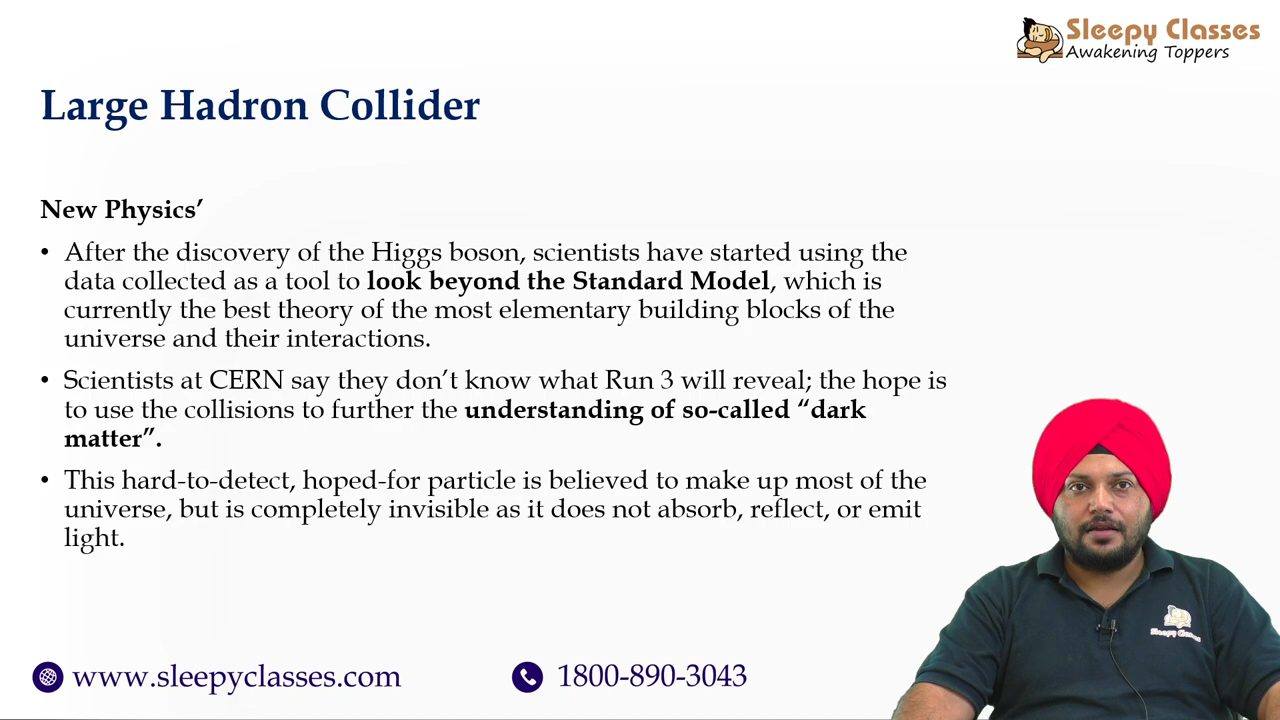 Sleepy Classes
Awakening Toppers
Large Hadron Collider
New Physics’
• After the discovery of the Higgs boson, scientists have started using the
data collected as a tool to look beyond the Standard Model, which is
currently the best theory of the most elementary building blocks of the
universe and their interactions.
• Scientists at CERN say they don’t know what Run 3 will reveal; the hope is
to use the collisions to further the understanding of so-called “dark
matter”.
• This hard-to-detect, hoped-for particle is believed to make up most of the
universe, but is completely invisible as it does not absorb, reflect, or emit
light.
Sleepy Classes
www.sleepyclasses.com
1800-890-3043